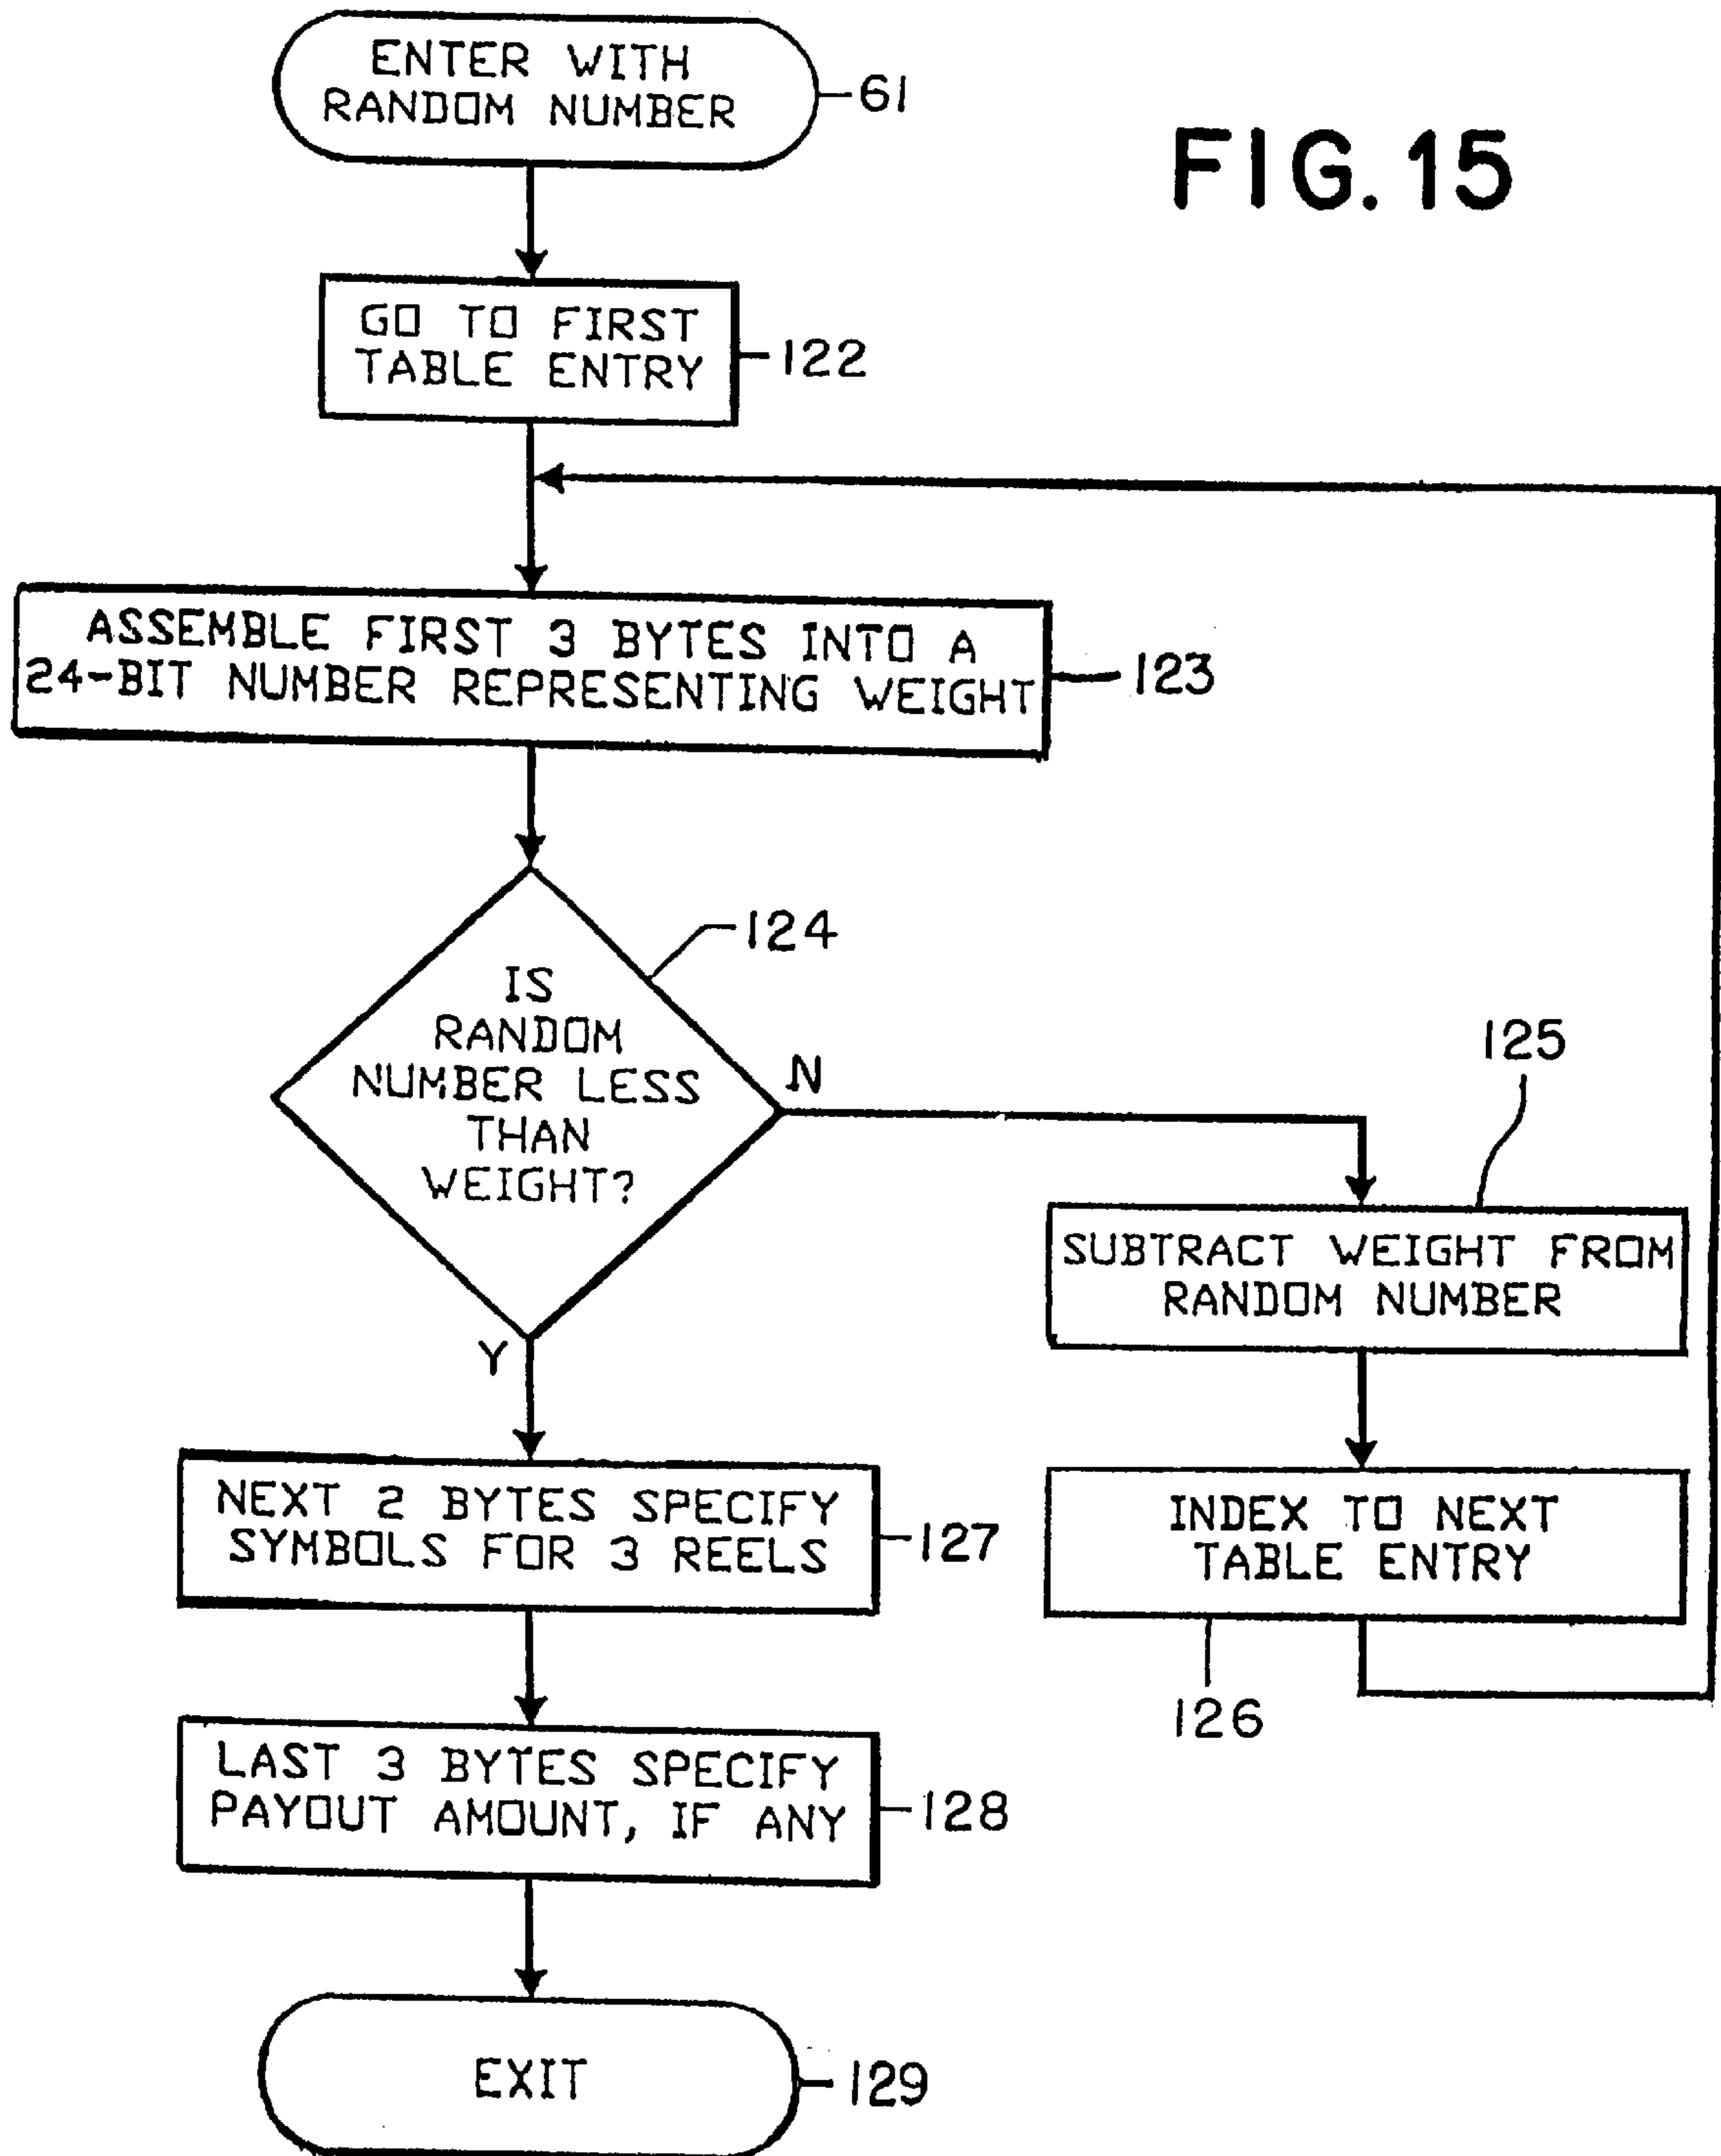 ENTER WITH
RANDOM NUMBER
61
FIG. 15
GO TO FIRST
TABLE ENTRY
122
ASSEMBLE FIRST 3 BYTES INTO A
24-BIT NUMBER REPRESENTING WEIGHT
123
124
IS
RANDOM
NUMBER LESS
THAN
WEIGHT?
N
Y
125
SUBTRACT WEIGHT FROM
RANDOM NUMBER
INDEX TO NEXT
TABLE ENTRY
126
NEXT 2 BYTES SPECIFY
SYMBOLS FOR 3 REELS
127
LAST 3 BYTES SPECIFY
PAYOUT AMOUNT, IF ANY
128
EXIT
129